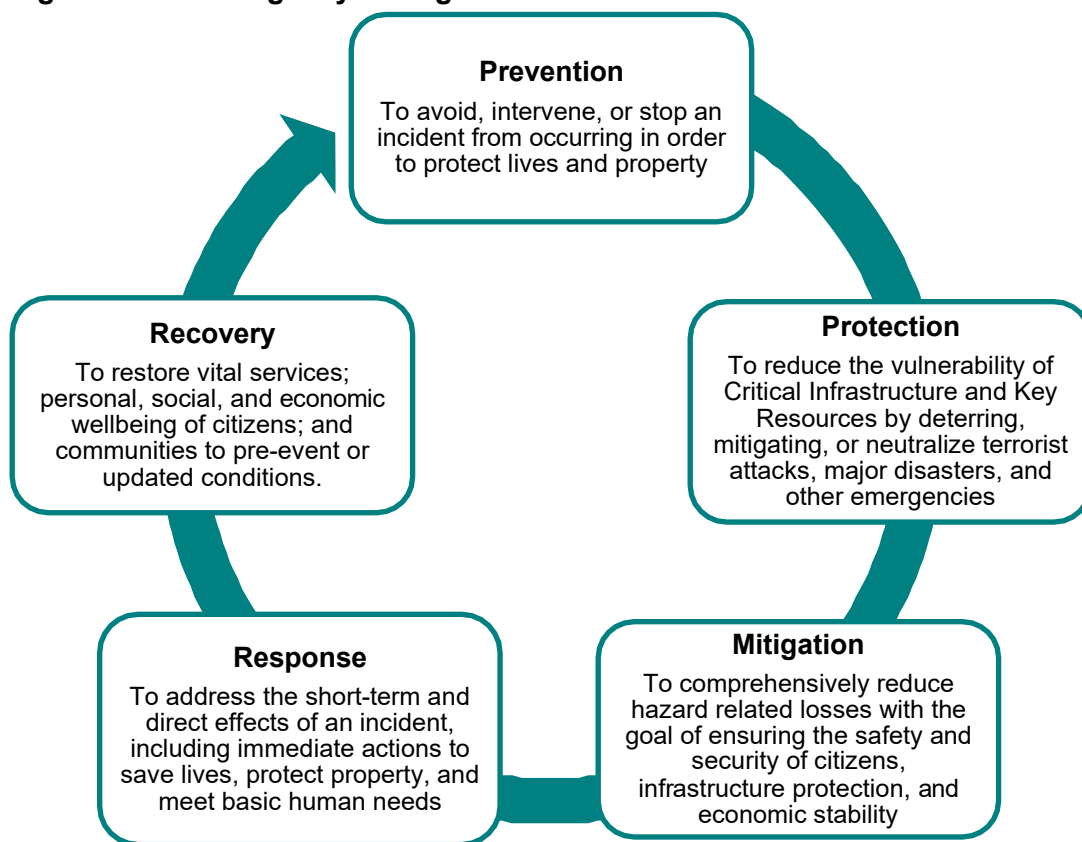 Prevention
To avoid, intervene, or stop an
incident from occurring in order
to protect lives and property
Protection
To reduce the vulnerability of
Critical Infrastructure and Key
Resources by deterring,
mitigating, or neutralize terrorist
attacks, major disasters, and
other emergencies
Mitigation
To comprehensively reduce
hazard related losses with the
goal of ensuring the safety and
security of citizens,
infrastructure protection, and
economic stability
Response
To address the short-term and
direct effects of an incident,
including immediate actions to
save lives, protect property, and
meet basic human needs
Recovery
To restore vital services;
personal, social, and economic
wellbeing of citizens; and
communities to pre-event or
updated conditions.